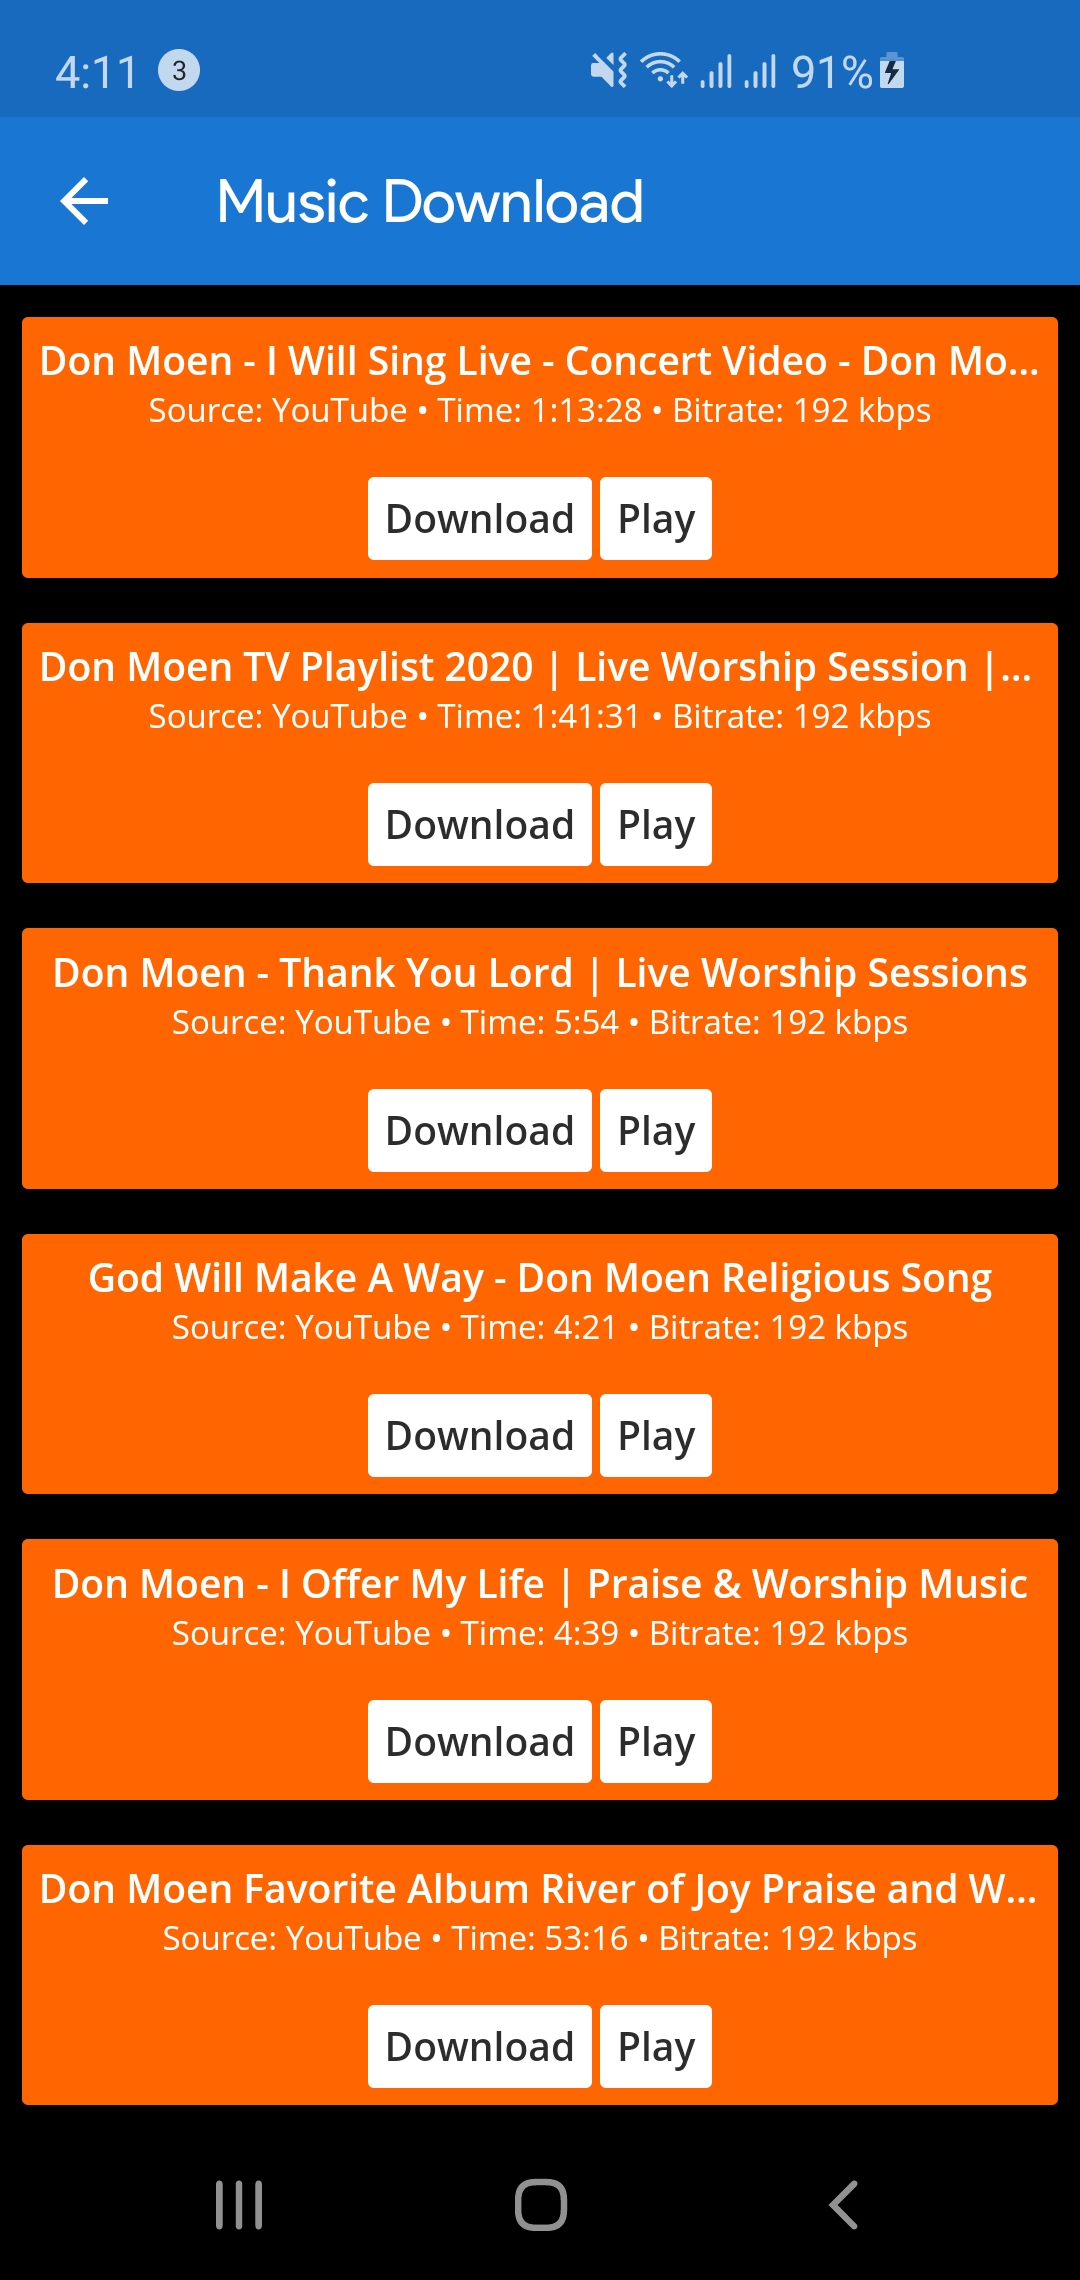 4:11 3 91%
Music Download
Don Moen - I Will Sing Live - Concert Video - Don Mo...
Source: YouTube • Time: 1:13:28 • Bitrate: 192 kbps
Download Play
Don Moen TV Playlist 2020 | Live Worship Session |...
Source: YouTube • Time: 1:41:31 • Bitrate: 192 kbps
Download Play
Don Moen - Thank You Lord | Live Worship Sessions
Source: YouTube • Time: 5:54 • Bitrate: 192 kbps
Download Play
God Will Make A Way - Don Moen Religious Song
Source: YouTube • Time: 4:21 • Bitrate: 192 kbps
Download Play
Don Moen - I Offer My Life | Praise & Worship Music
Source: YouTube • Time: 4:39 • Bitrate: 192 kbps
Download Play
Don Moen Favorite Album River of Joy Praise and W...
Source: YouTube • Time: 53:16 • Bitrate: 192 kbps
Download Play